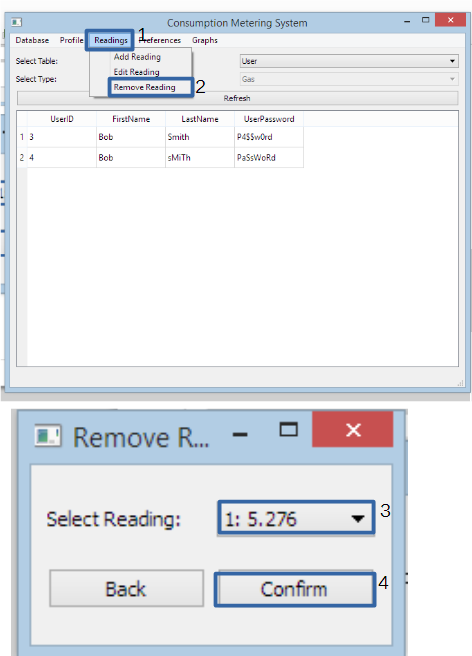 Consumption Metering System
Database Profile Readings Preferences Graphs
1
Add Reading
Edit Reading
Remove Reading
2
Select Table: User
Select Type: Gas
Refresh
UserID FirstName LastName UserPassword
1 3 Bob Smith P4$$w0rd
2 4 Bob sMiTh PaSsWoRd
Remove R...
Select Reading: 1: 5.276 3
Back Confirm 4